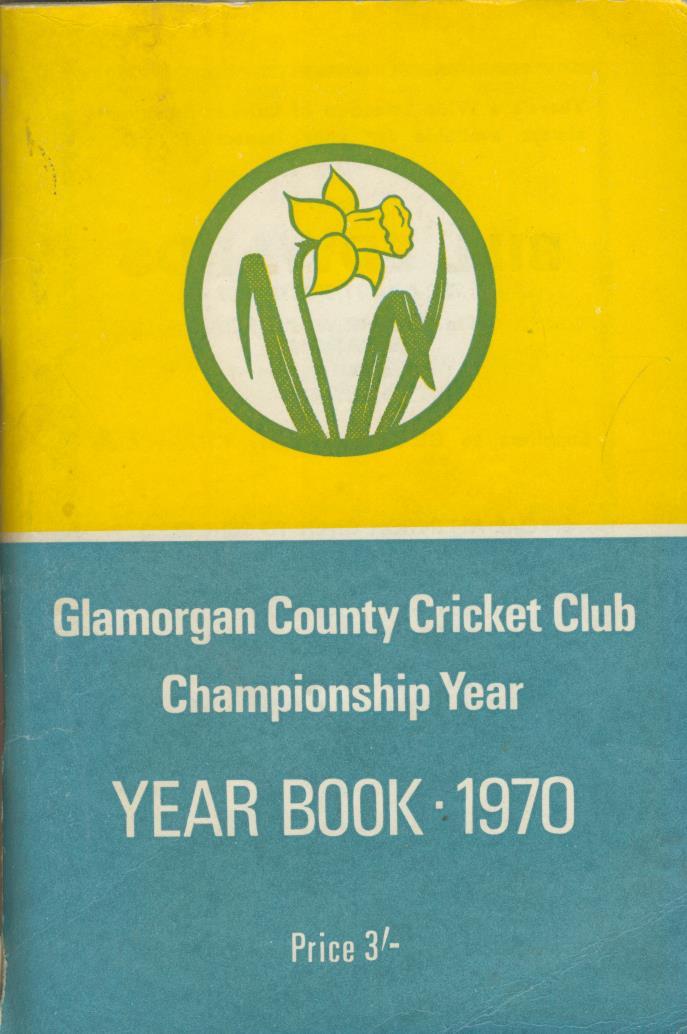 Glamorgan County Cricket Club
Championship Year
YEAR BOOK · 1970
Price 3/-